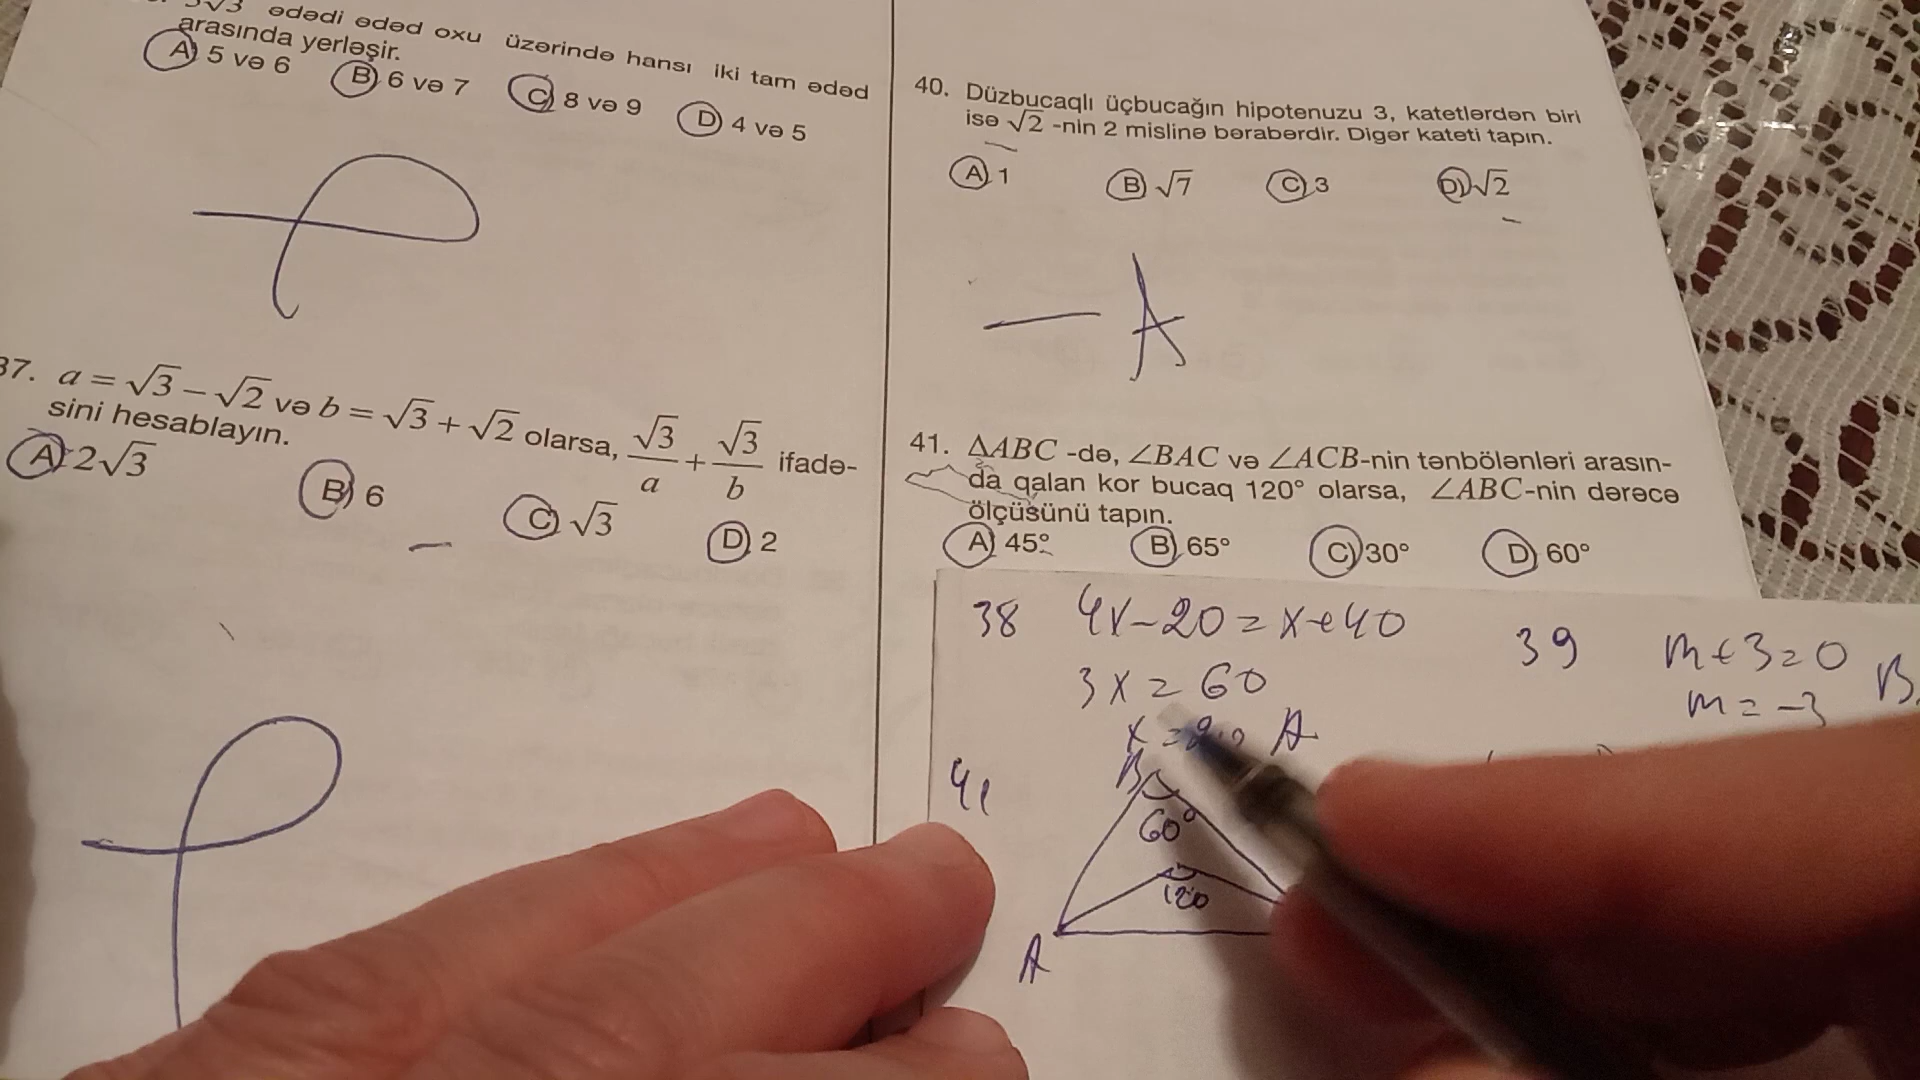 3√3 ədədi ədəd oxu üzərində hansı iki tam ədəd
arasında yerləşir.
A) 5 və 6 B) 6 və 7 C) 8 və 9 D) 4 və 5
37. a = √3 − √2 və b = √3 + √2 olarsa, √3/a + √3/b ifadə-
sini hesablayın.
A) 2√3 B) 6 C) √3 D) 2
40. Düzbucaqlı üçbucağın hipotenuzu 3, katetlərdən biri
isə √2 -nin 2 mislinə bərabərdir. Digər kateti tapın.
A) 1 B) √7 C) 3 D) √2
A
41. ΔABC -də, ∠BAC və ∠ACB-nin tənbölənləri arasın-
da qalan kor bucaq 120° olarsa, ∠ABC-nin dərəcə
ölçüsünü tapın.
A) 45° B) 65° C) 30° D) 60°
38 4x − 20 = x + 40
3x = 60
x = 20 A
39 m + 3 = 0
m = −3 B
41
B
60°
120
A